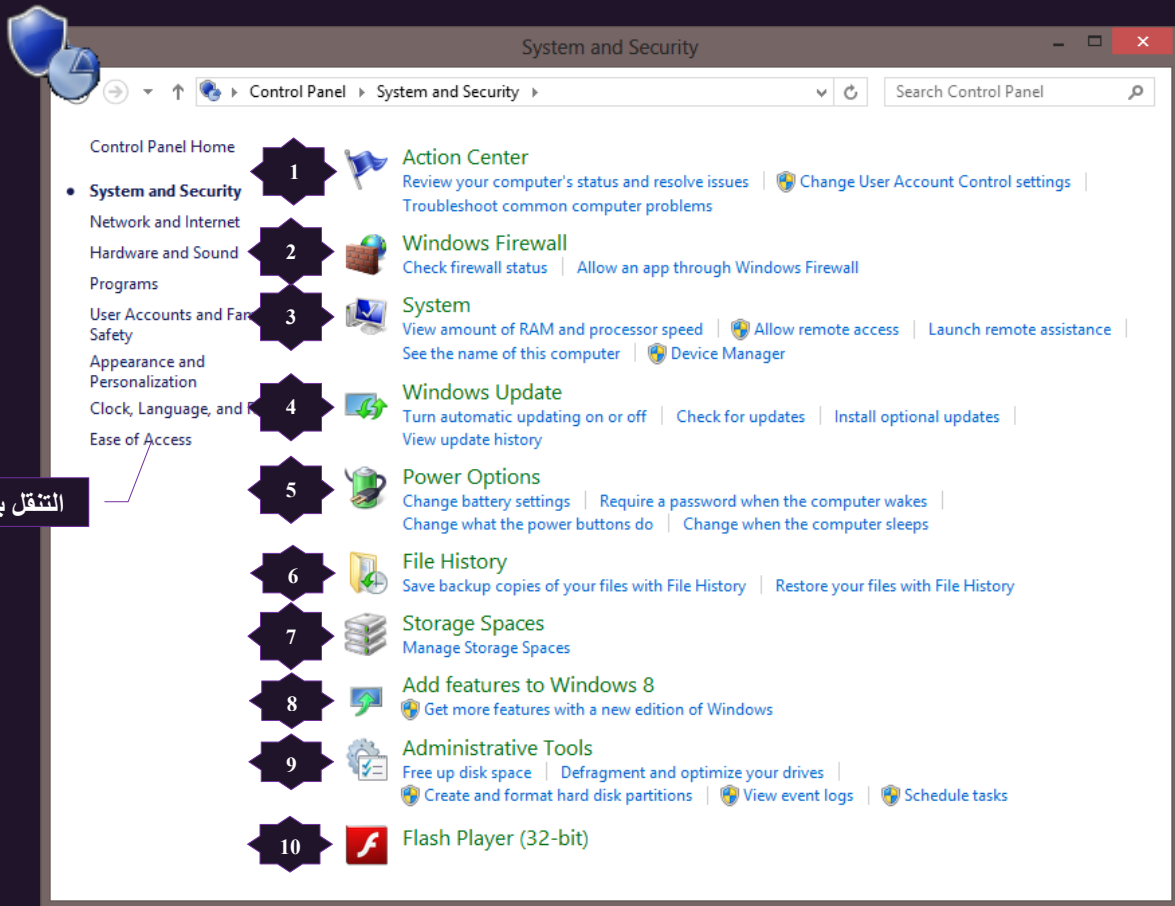 System and Security
Control Panel System and Security
Search Control Panel
Control Panel Home
System and Security
Network and Internet
Hardware and Sound
Programs
User Accounts and
Safety
Appearance and
Personalization
Clock, Language, and
Ease of Access
التنقل
1
Action Center
Review your computer's status and resolve issues Change User Account Control settings
Troubleshoot common computer problems
2
Windows Firewall
Check firewall status Allow an app through Windows Firewall
3
System
View amount of RAM and processor speed Allow remote access Launch remote assistance
See the name of this computer Device Manager
4
Windows Update
Turn automatic updating on or off Check for updates Install optional updates
View update history
5
Power Options
Change battery settings Require a password when the computer wakes
Change what the power buttons do Change when the computer sleeps
6
File History
Save backup copies of your files with File History Restore your files with File History
7
Storage Spaces
Manage Storage Spaces
8
Add features to Windows 8
Get more features with a new edition of Windows
9
Administrative Tools
Free up disk space Defragment and optimize your drives
Create and format hard disk partitions View event logs Schedule tasks
10
Flash Player (32-bit)